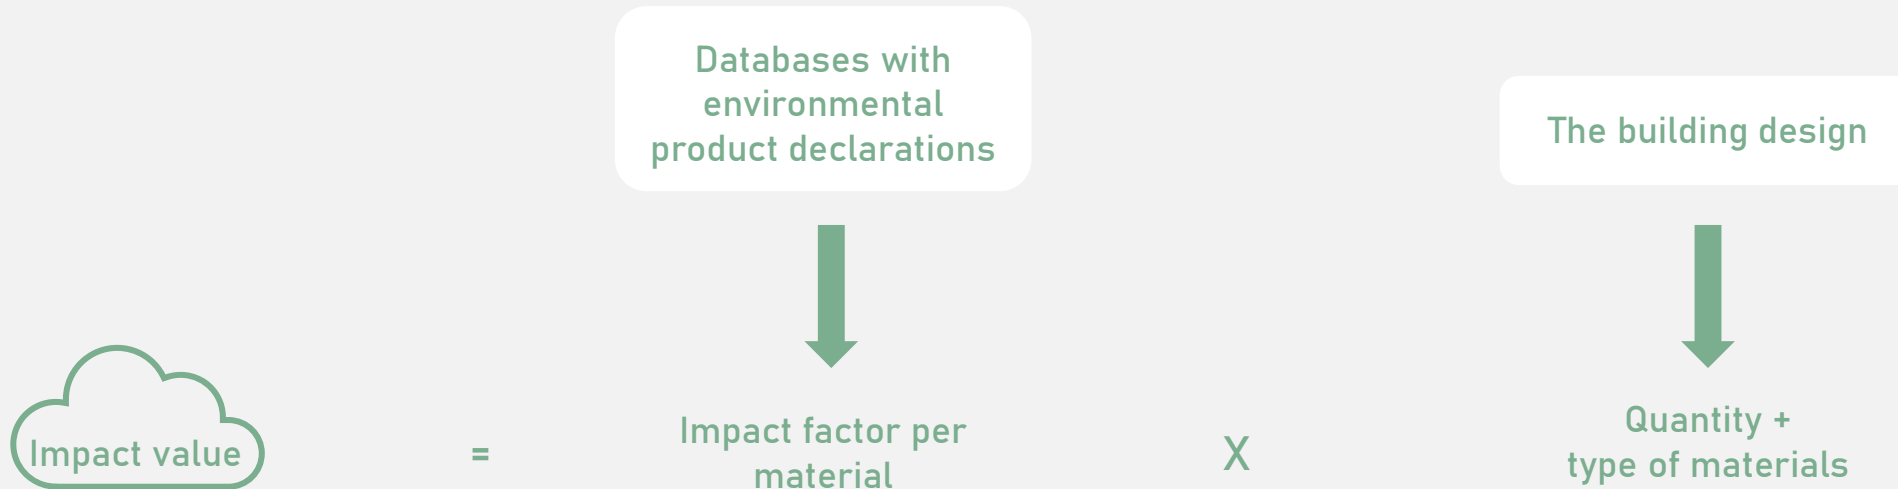 Databases with
environmental
product declarations
The building design
Impact value
=
Impact factor per
material
X
Quantity +
type of materials